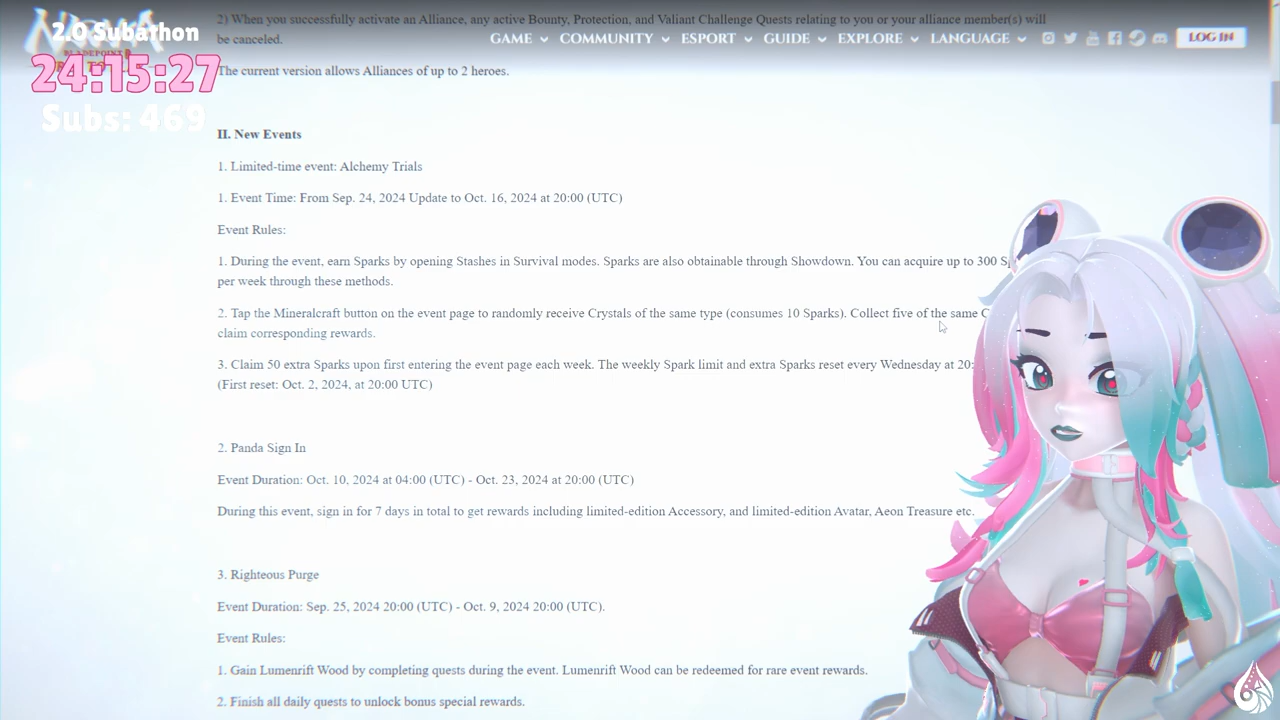 2) When you successfully activate an Alliance, any active Bounty, Protection, and Valiant Challenge Quests relating to you or your alliance member(s) will
be canceled.
2.0 Subathon
24:15:27
Subs: 469
GAME COMMUNITY ESPORT GUIDE EXPLORE LANGUAGE LOG IN
The current version allows Alliances of up to 2 heroes.
II. New Events
1. Limited-time event: Alchemy Trials
1. Event Time: From Sep. 24, 2024 Update to Oct. 16, 2024 at 20:00 (UTC)
Event Rules:
1. During the event, earn Sparks by opening Stashes in Survival modes. Sparks are also obtainable through Showdown. You can acquire up to 300
per week through these methods.
2. Tap the Mineralcraft button on the event page to randomly receive Crystals of the same type (consumes 10 Sparks). Collect five of the same
claim corresponding rewards.
3. Claim 50 extra Sparks upon first entering the event page each week. The weekly Spark limit and extra Sparks reset every Wednesday at 20:
(First reset: Oct. 2, 2024, at 20:00 UTC)
2. Panda Sign In
Event Duration: Oct. 10, 2024 at 04:00 (UTC) - Oct. 23, 2024 at 20:00 (UTC)
During this event, sign in for 7 days in total to get rewards including limited-edition Accessory, and limited-edition Avatar, Aeon Treasure etc.
3. Righteous Purge
Event Duration: Sep. 25, 2024 20:00 (UTC) - Oct. 9, 2024 20:00 (UTC).
Event Rules:
1. Gain Lumenrift Wood by completing quests during the event. Lumenrift Wood can be redeemed for rare event rewards.
2. Finish all daily quests to unlock bonus special rewards.